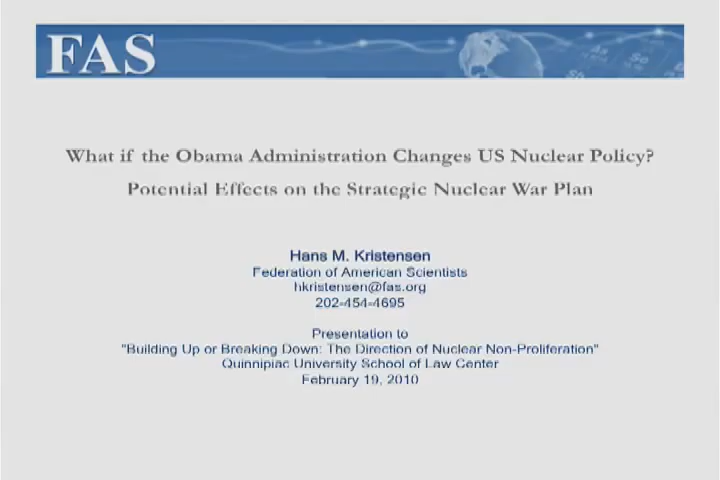 FAS
What if the Obama Administration Changes US Nuclear Policy?
Potential Effects on the Strategic Nuclear War Plan
Hans M. Kristensen
Federation of American Scientists
hkristensen@fas.org
202-454-4695
Presentation to
"Building Up or Breaking Down: The Direction of Nuclear Non-Proliferation"
Quinnipiac University School of Law Center
February 19, 2010